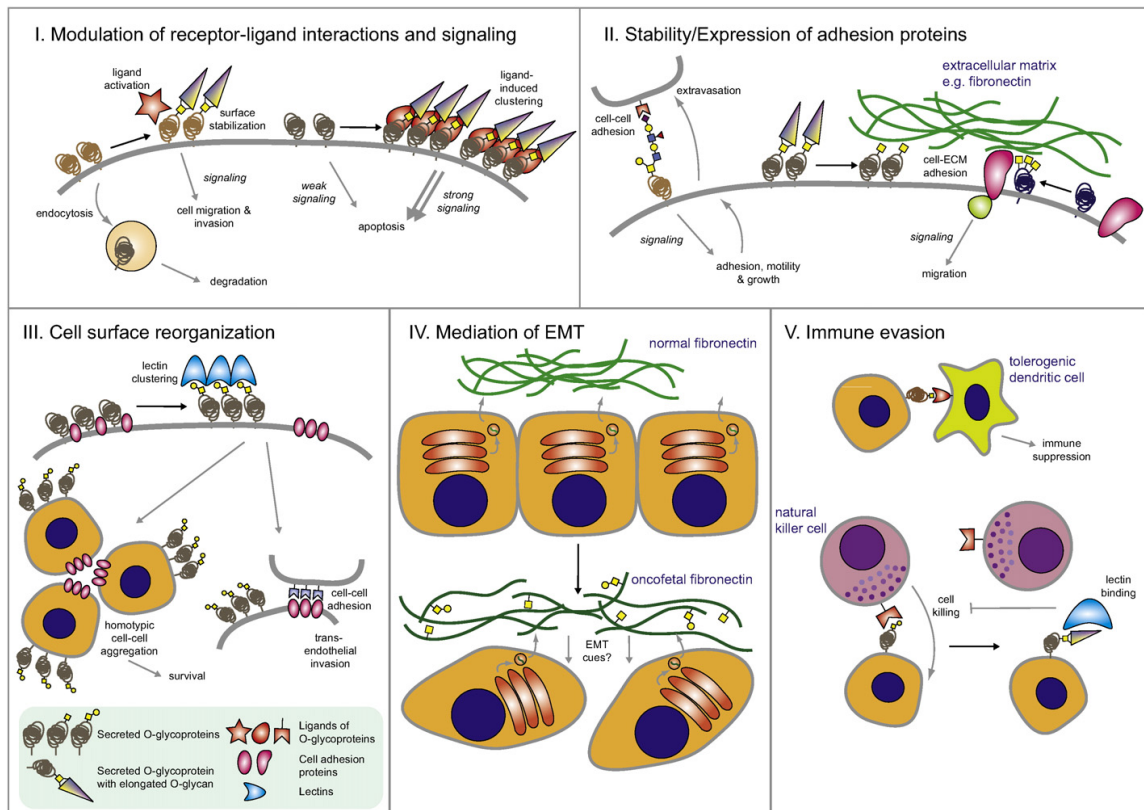 I. Modulation of receptor-ligand interactions and signaling
ligand
activation
surface
stabilization
ligand-
induced
clustering
endocytosis
signaling
cell migration &
invasion
degradation
weak
signaling
strong
signaling
apoptosis
II. Stability/Expression of adhesion proteins
extravasation
cell-cell
adhesion
extracellular matrix
e.g. fibronectin
cell-ECM
adhesion
signaling
adhesion, motility
& growth
signaling
migration
III. Cell surface reorganization
lectin
clustering
homotypic
cell-cell
aggregation
survival
cell-cell
adhesion
trans-
endothelial
invasion
Secreted O-glycoproteins
Secreted O-glycoprotein
with elongated O-glycan
Ligands of
O-glycoproteins
Cell adhesion
proteins
Lectins
IV. Mediation of EMT
normal fibronectin
oncofetal fibronectin
EMT
cues?
V. Immune evasion
tolerogenic
dendritic cell
immune
suppression
natural
killer cell
cell
killing
lectin
binding